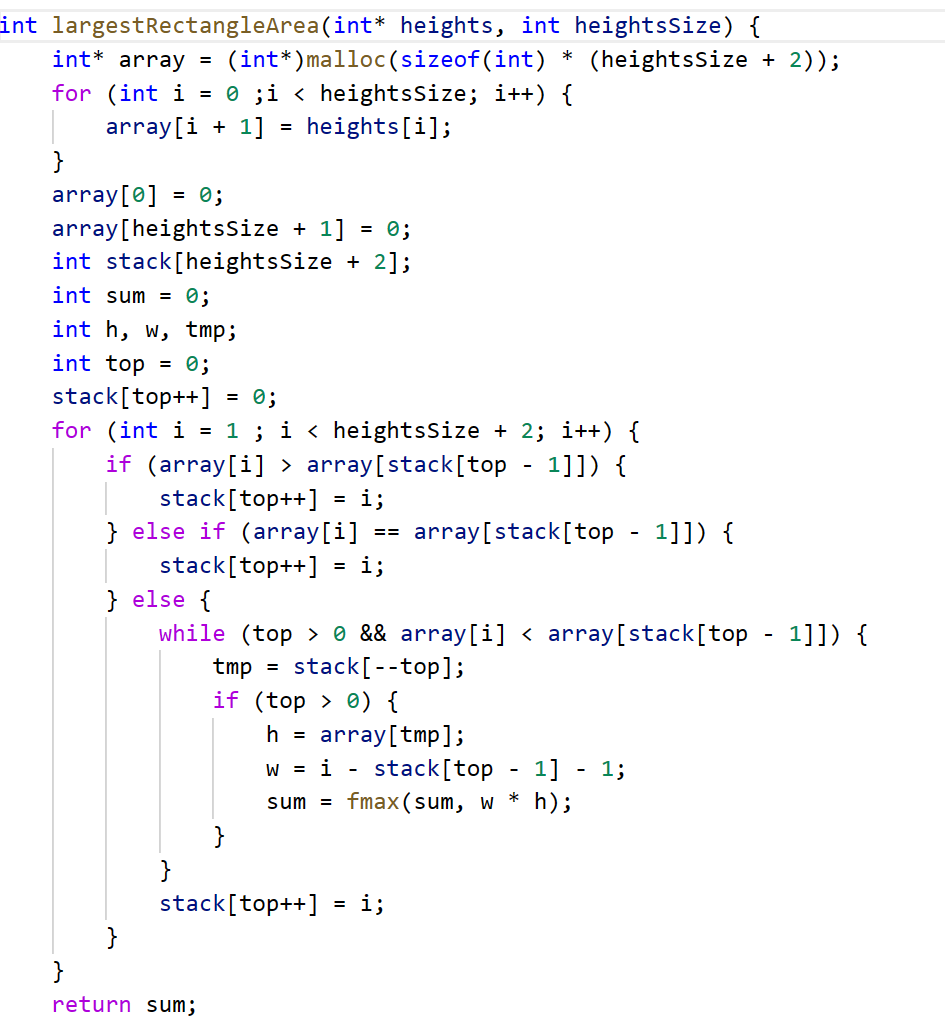 int largestRectangleArea(int* heights, int heightsSize) {
    int* array = (int*)malloc(sizeof(int) * (heightsSize + 2));
    for (int i = 0 ;i < heightsSize; i++) {
        array[i + 1] = heights[i];
    }
    array[0] = 0;
    array[heightsSize + 1] = 0;
    int stack[heightsSize + 2];
    int sum = 0;
    int h, w, tmp;
    int top = 0;
    stack[top++] = 0;
    for (int i = 1 ; i < heightsSize + 2; i++) {
        if (array[i] > array[stack[top - 1]]) {
            stack[top++] = i;
        } else if (array[i] == array[stack[top - 1]]) {
            stack[top++] = i;
        } else {
            while (top > 0 && array[i] < array[stack[top - 1]]) {
                tmp = stack[--top];
                if (top > 0) {
                    h = array[tmp];
                    w = i - stack[top - 1] - 1;
                    sum = fmax(sum, w * h);
                }
            }
            stack[top++] = i;
        }
    }
    return sum;